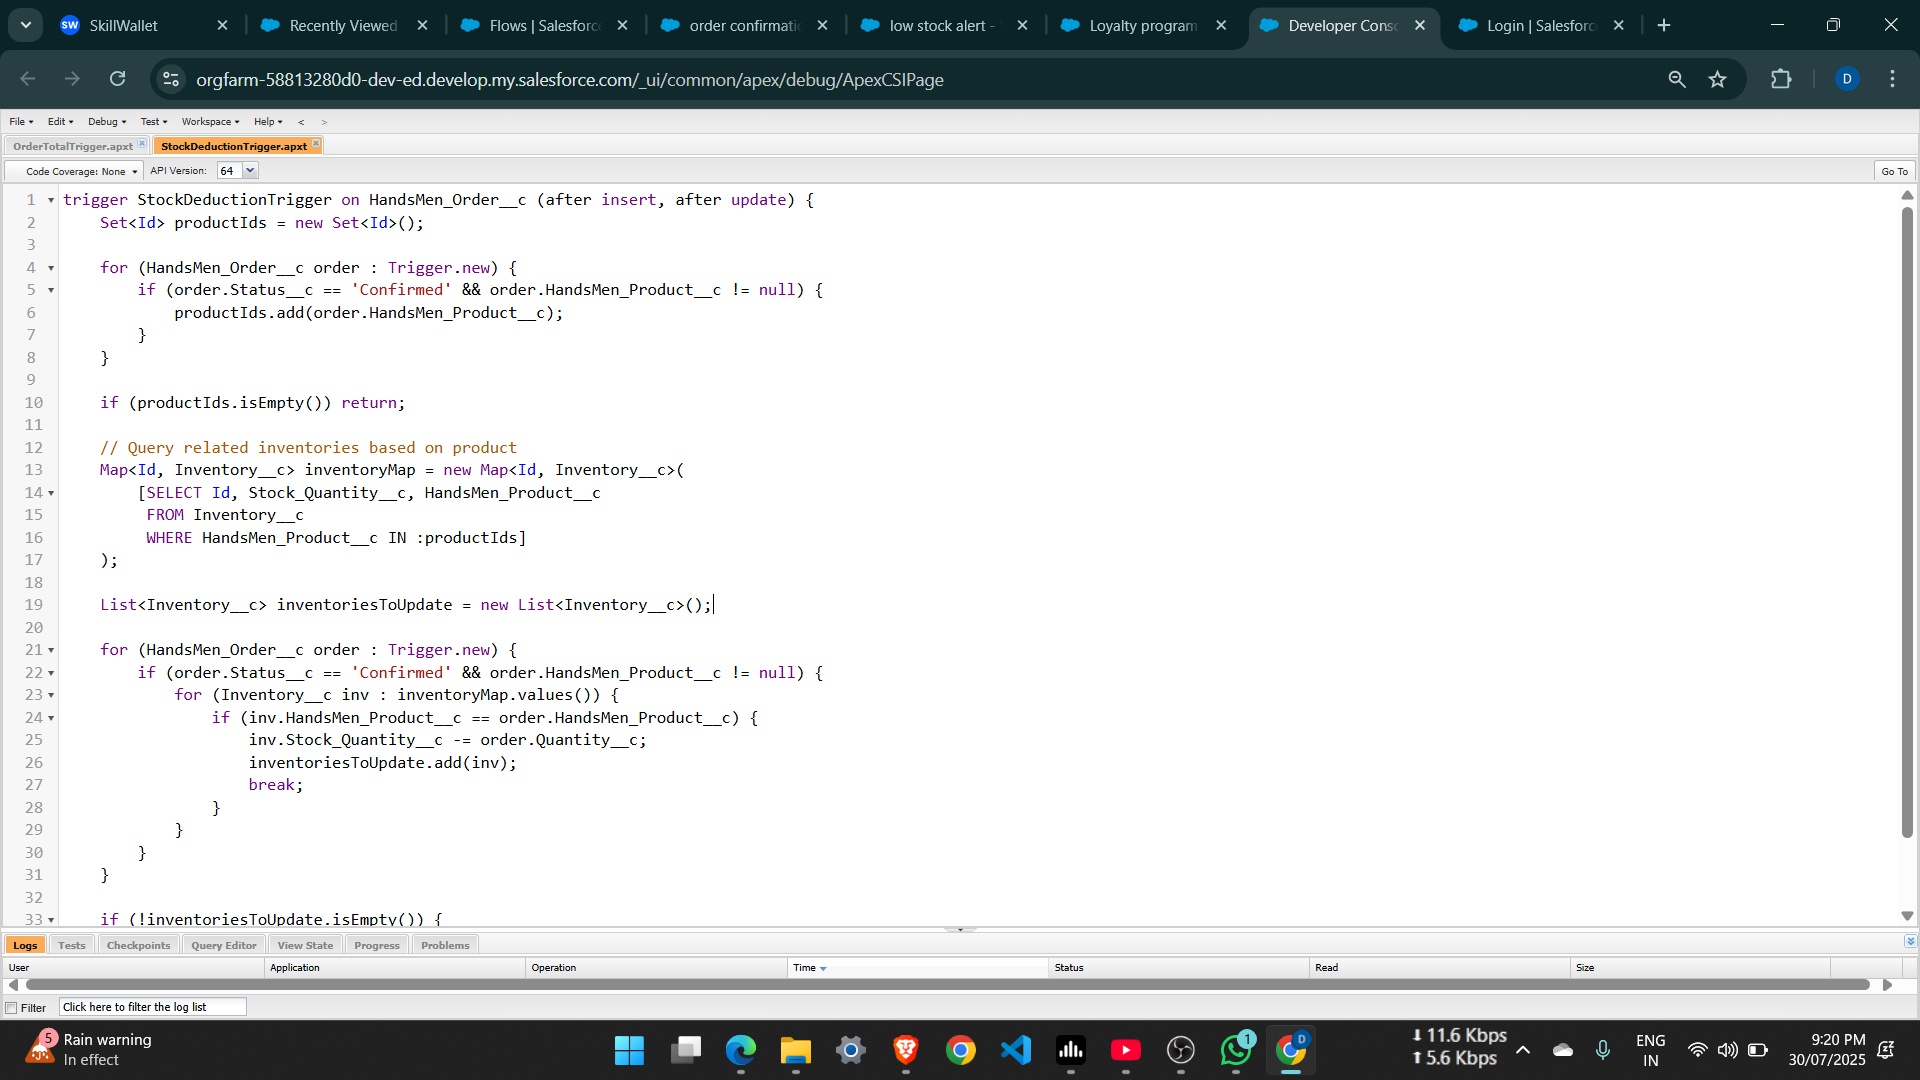 SkillWallet
Recently Viewed
Flows | Salesforc
order confirmatio
low stock alert -
Loyalty program
Developer Conso
Login | Salesforc
orgfarm-58813280d0-dev-ed.develop.my.salesforce.com/_ui/common/apex/debug/ApexCSIPage
D
File Edit Debug Test Workspace Help < >
OrderTotalTrigger.apxt StockDeductionTrigger.apxt
Code Coverage: None API Version: 64 Go To
1 trigger StockDeductionTrigger on HandsMen_Order__c (after insert, after update) {
2 Set<Id> productIds = new Set<Id>();
3
4 for (HandsMen_Order__c order : Trigger.new) {
5 if (order.Status__c == 'Confirmed' && order.HandsMen_Product__c != null) {
6 productIds.add(order.HandsMen_Product__c);
7 }
8 }
9
10 if (productIds.isEmpty()) return;
11
12 // Query related inventories based on product
13 Map<Id, Inventory__c> inventoryMap = new Map<Id, Inventory__c>(
14 [SELECT Id, Stock_Quantity__c, HandsMen_Product__c
15 FROM Inventory__c
16 WHERE HandsMen_Product__c IN :productIds]
17 );
18
19 List<Inventory__c> inventoriesToUpdate = new List<Inventory__c>();
20
21 for (HandsMen_Order__c order : Trigger.new) {
22 if (order.Status__c == 'Confirmed' && order.HandsMen_Product__c != null) {
23 for (Inventory__c inv : inventoryMap.values()) {
24 if (inv.HandsMen_Product__c == order.HandsMen_Product__c) {
25 inv.Stock_Quantity__c -= order.Quantity__c;
26 inventoriesToUpdate.add(inv);
27 break;
28 }
29 }
30 }
31 }
32
33 if (!inventoriesToUpdate.isEmpty()) {
Logs Tests Checkpoints Query Editor View State Progress Problems
User Application Operation Time Status Read Size
Filter Click here to filter the log list
5 Rain warning
In effect
1
D
11.6 Kbps
5.6 Kbps
ENG
IN
9:20 PM
30/07/2025